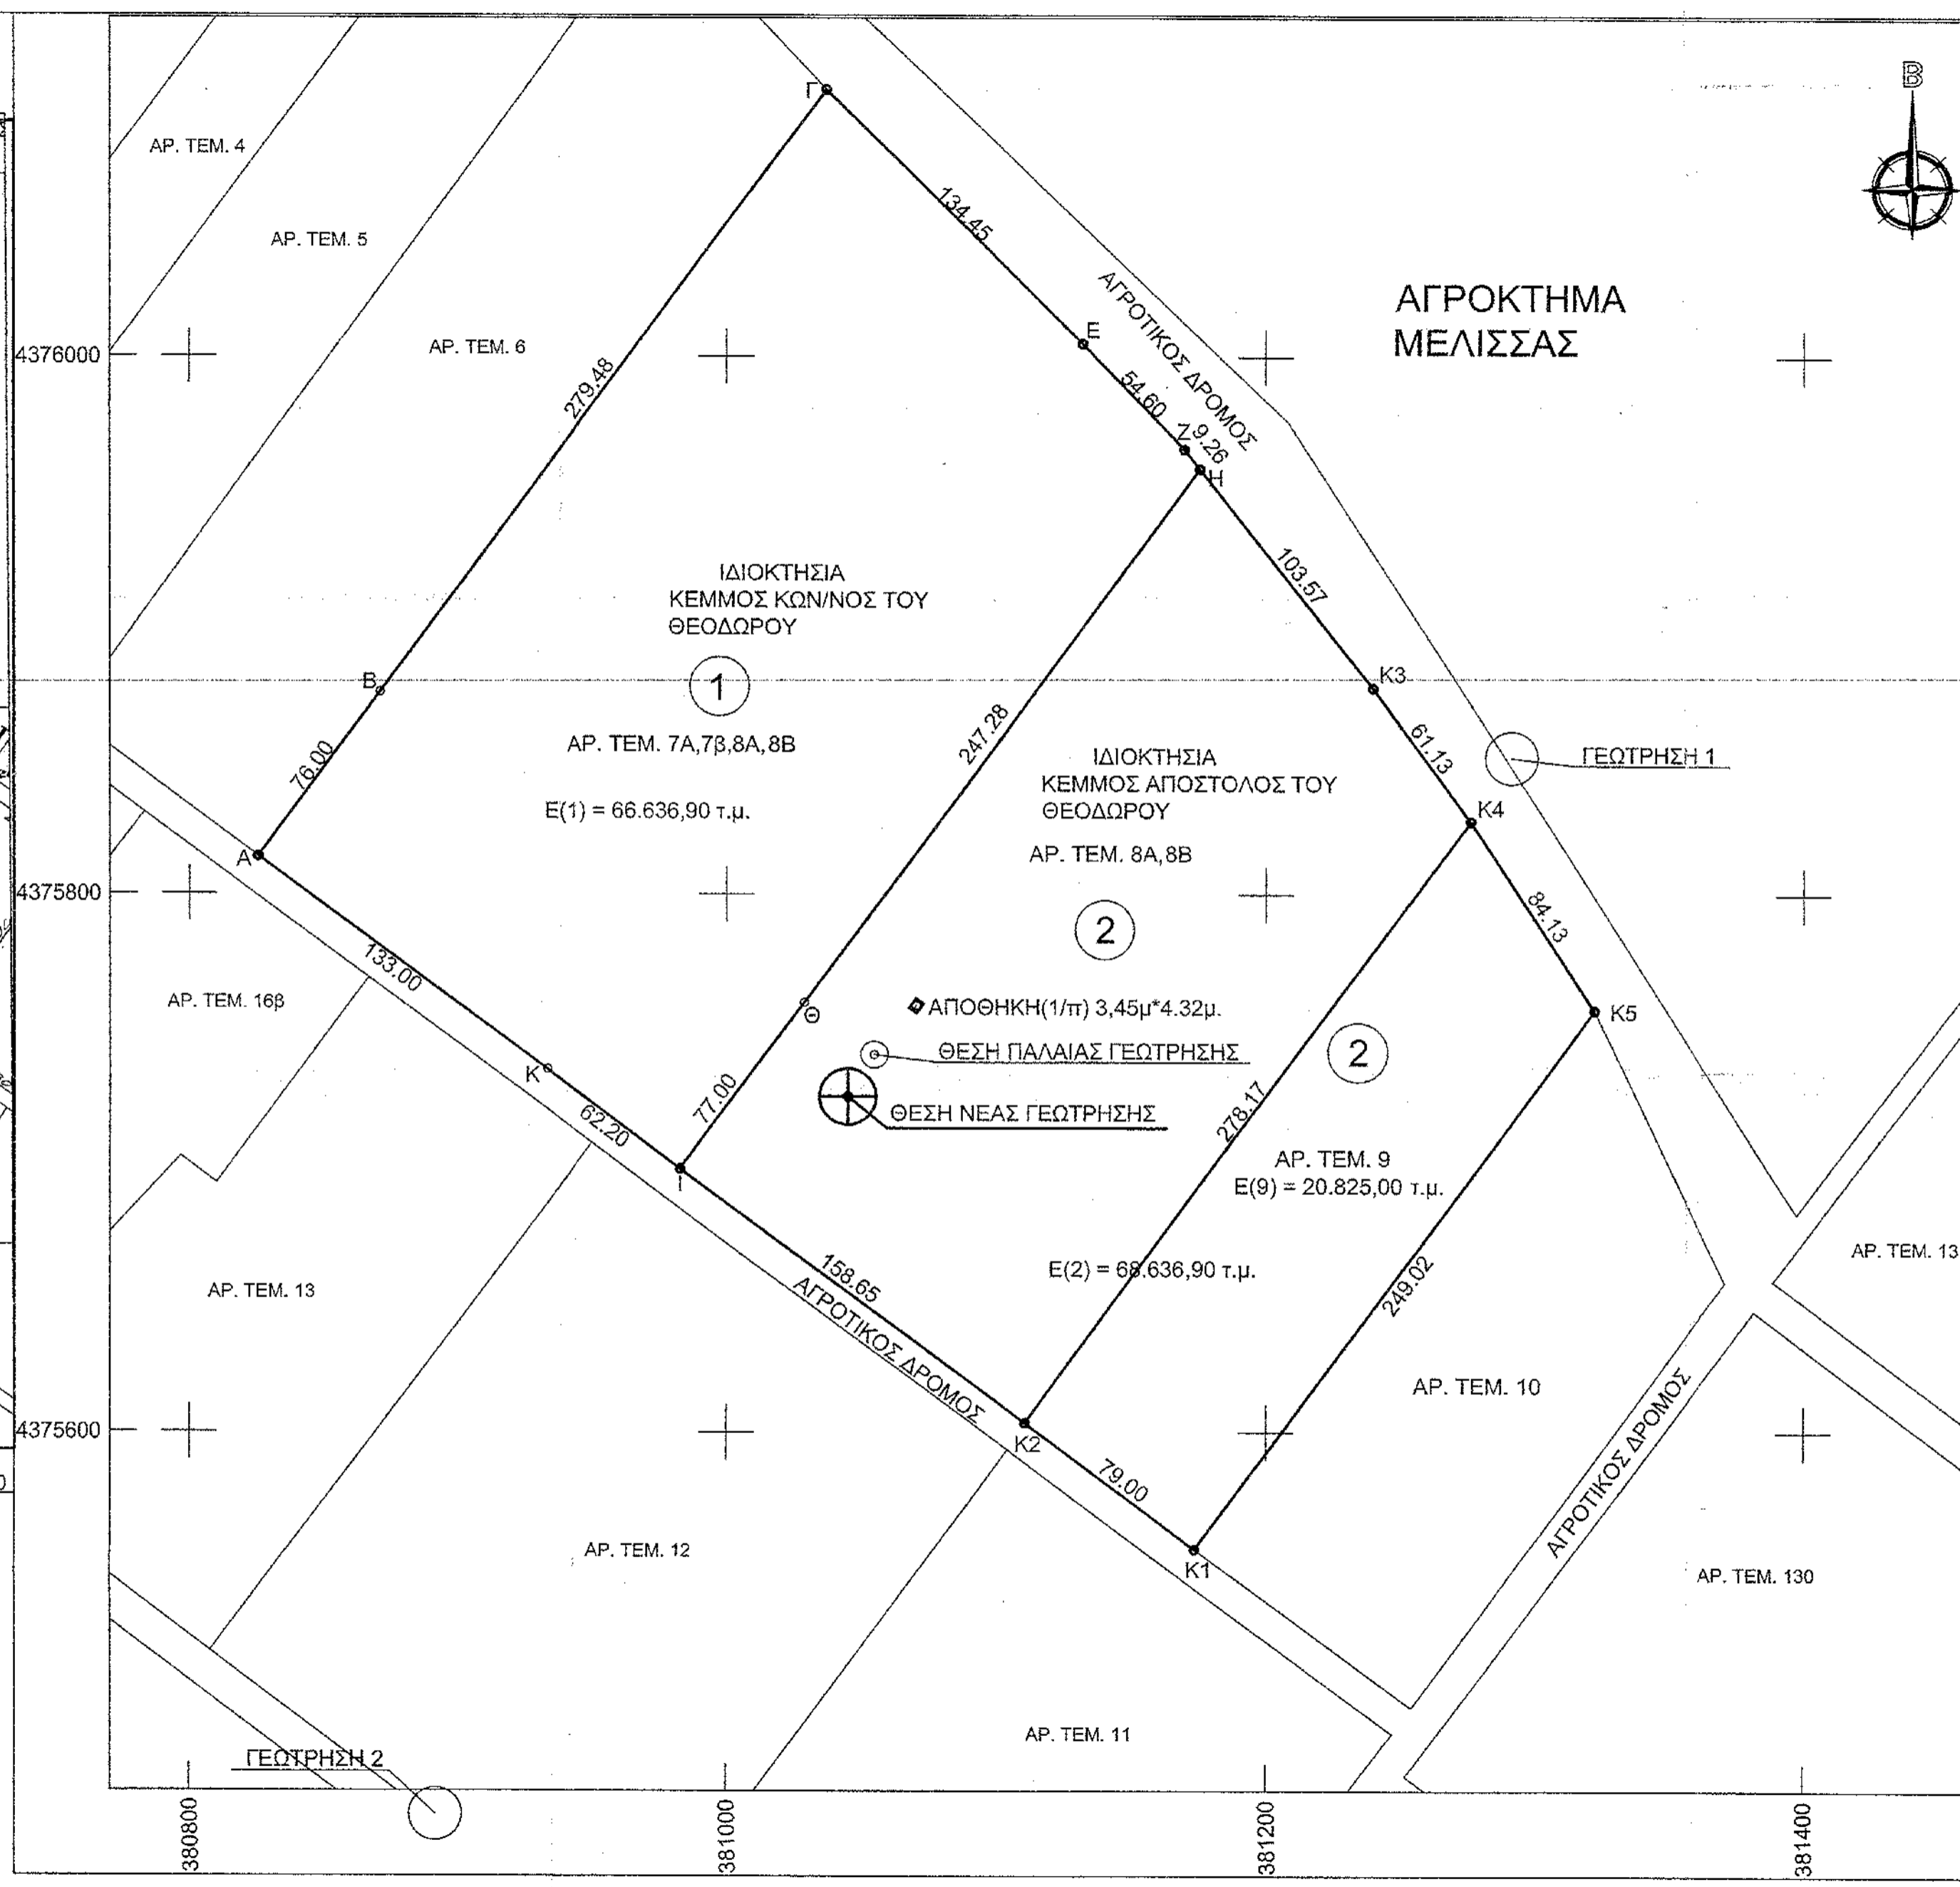 Β
ΑΓΡΟΚΤΗΜΑ
ΜΕΛΙΣΣΑΣ
ΑΡ. ΤΕΜ. 4
ΑΡ. ΤΕΜ. 5
ΑΡ. ΤΕΜ. 6
4376000
4375800
4375600
Γ
134.45
ΑΓΡΟΤΙΚΟΣ ΔΡΟΜΟΣ
Ε
54.60
Ζ
9.26
Η
279.48
103.57
ΙΔΙΟΚΤΗΣΙΑ
ΚΕΜΜΟΣ ΚΩΝ/ΝΟΣ ΤΟΥ
ΘΕΟΔΩΡΟΥ
1
Β
Κ3
ΑΡ. ΤΕΜ. 7Α,7β,8Α,8Β
Ε(1) = 66.636,90 τ.μ.
76.00
247.28
61.13
ΓΕΩΤΡΗΣΗ 1
ΙΔΙΟΚΤΗΣΙΑ
ΚΕΜΜΟΣ ΑΠΟΣΤΟΛΟΣ ΤΟΥ
ΘΕΟΔΩΡΟΥ
ΑΡ. ΤΕΜ. 8Α,8Β
2
Κ4
Α
84.13
133.00
ΑΡ. ΤΕΜ. 16β
Θ
ΑΠΟΘΗΚΗ(1/π) 3,45μ*4.32μ.
ΘΕΣΗ ΠΑΛΑΙΑΣ ΓΕΩΤΡΗΣΗΣ
ΘΕΣΗ ΝΕΑΣ ΓΕΩΤΡΗΣΗΣ
2
Κ5
Κ
62.20
77.00
Ι
278.17
ΑΡ. ΤΕΜ. 9
Ε(9) = 20.825,00 τ.μ.
Ε(2) = 68.636,90 τ.μ.
249.02
158.65
ΑΓΡΟΤΙΚΟΣ ΔΡΟΜΟΣ
ΑΡ. ΤΕΜ. 13
ΑΡ. ΤΕΜ. 13
ΑΡ. ΤΕΜ. 10
ΑΓΡΟΤΙΚΟΣ ΔΡΟΜΟΣ
Κ2
79.00
Κ1
ΑΡ. ΤΕΜ. 12
ΑΡ. ΤΕΜ. 130
ΑΡ. ΤΕΜ. 11
ΓΕΩΤΡΗΣΗ 2
380800
381000
381200
381400